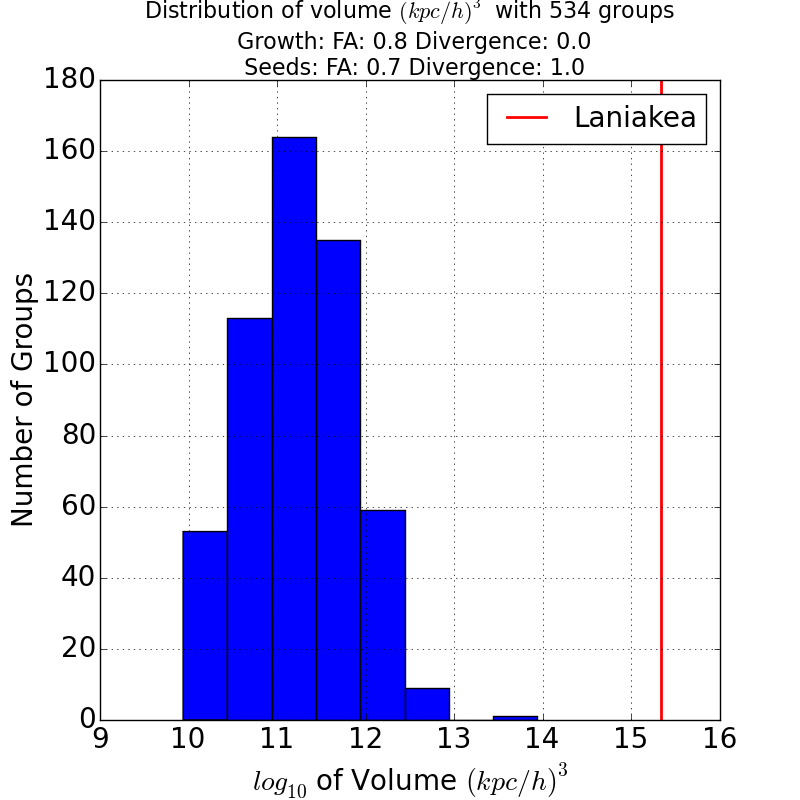 Distribution of volume (kpc/h)³ with 534 groups
Growth: FA: 0.8 Divergence: 0.0
Seeds: FA: 0.7 Divergence: 1.0
Laniakea
Number of Groups
180
160
140
120
100
80
60
40
20
0
9 10 11 12 13 14 15 16
log₁₀ of Volume (kpc/h)³